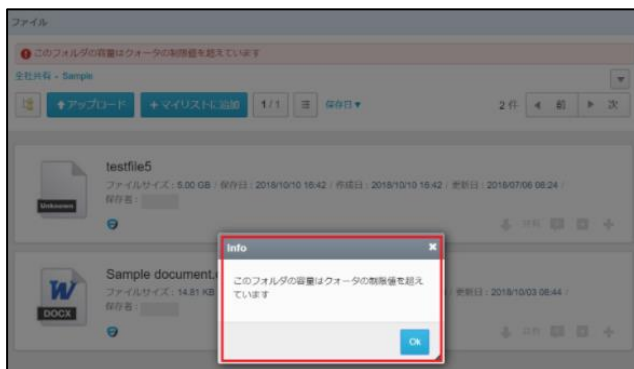 ファイル
このフォルダの容量はクォータの制限値を超えています
全社共有 - Sample
アップロード
+ マイリストに追加
1/1
保存日▼
2 件
前
次
testfile5
ファイルサイズ : 5.00 GB / 保存日 : 2018/10/10 16:42 / 作成日 : 2018/10/10 16:42 / 更新日 : 2018/07/06 08:24 /
保存者 :
Unknown
Info
このフォルダの容量はクォータの制限値を超え
ています
Ok
Sample document.
ファイルサイズ : 14.81 KB
更新日 : 2018/10/03 08:44 /
保存者 :
W
DOCX